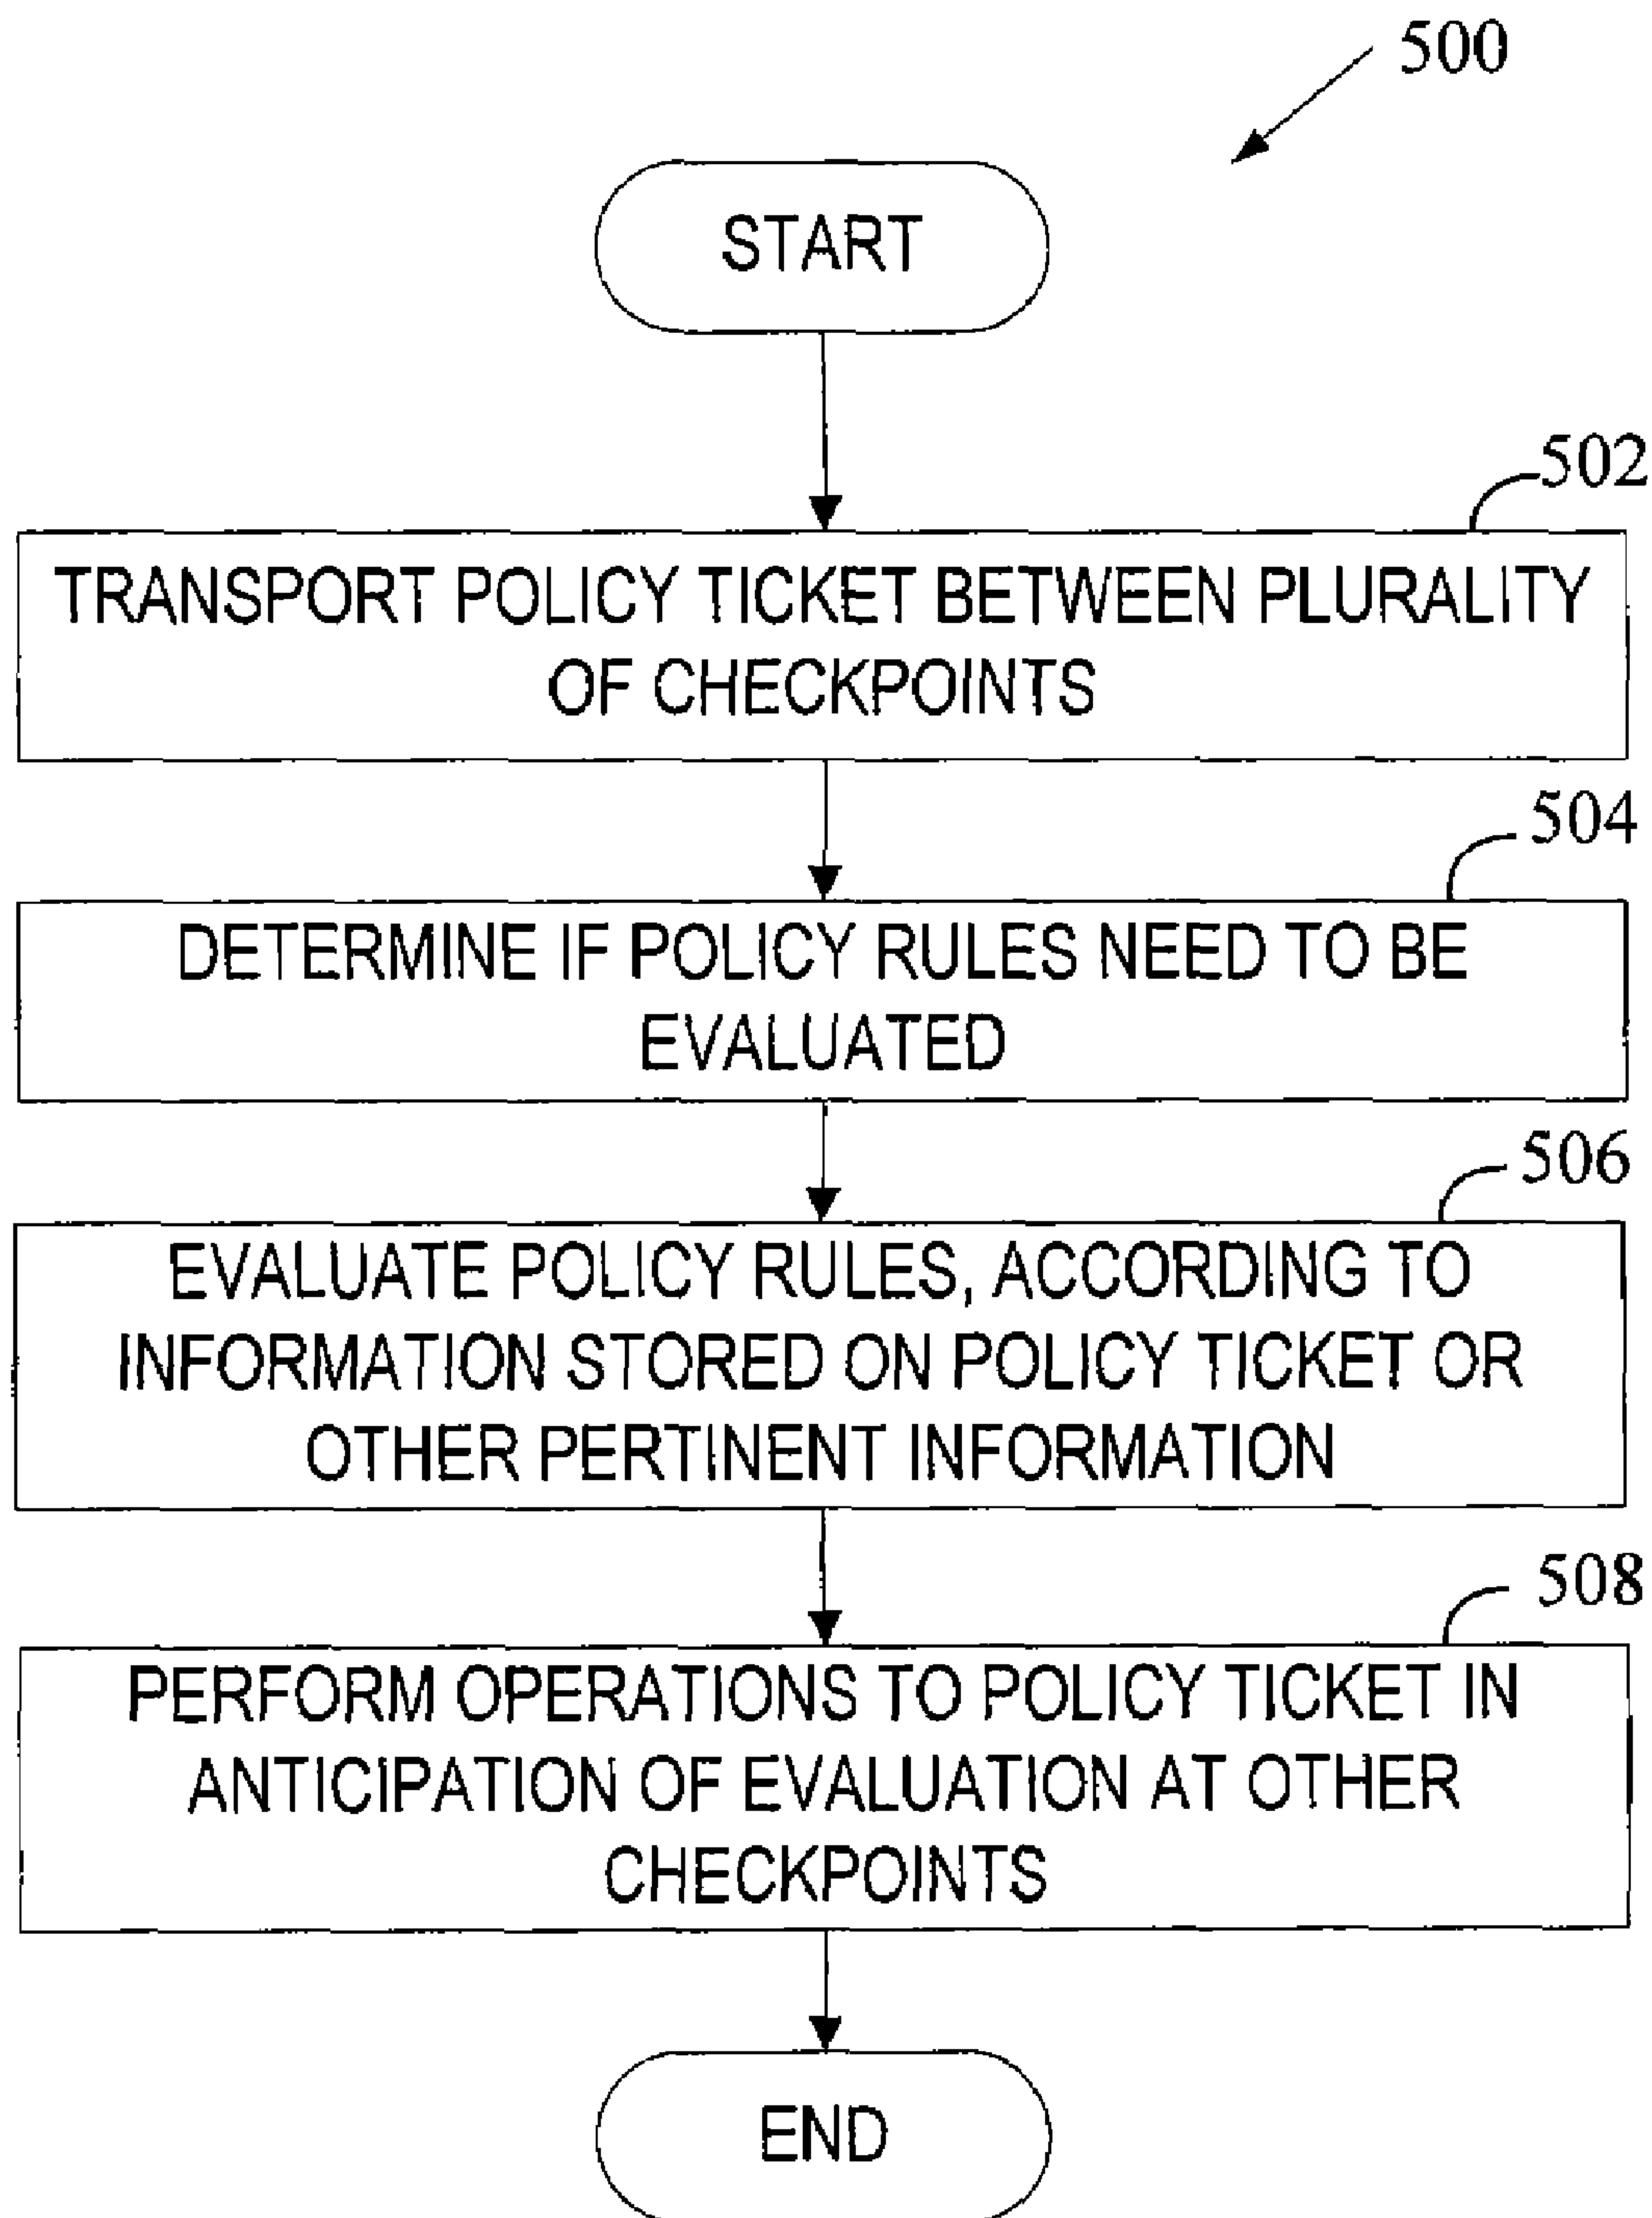 500
START
502
TRANSPORT POLICY TICKET BETWEEN PLURALITY
OF CHECKPOINTS
504
DETERMINE IF POLICY RULES NEED TO BE
EVALUATED
506
EVALUATE POLICY RULES, ACCORDING TO
INFORMATION STORED ON POLICY TICKET OR
OTHER PERTINENT INFORMATION
508
PERFORM OPERATIONS TO POLICY TICKET IN
ANTICIPATION OF EVALUATION AT OTHER
CHECKPOINTS
END